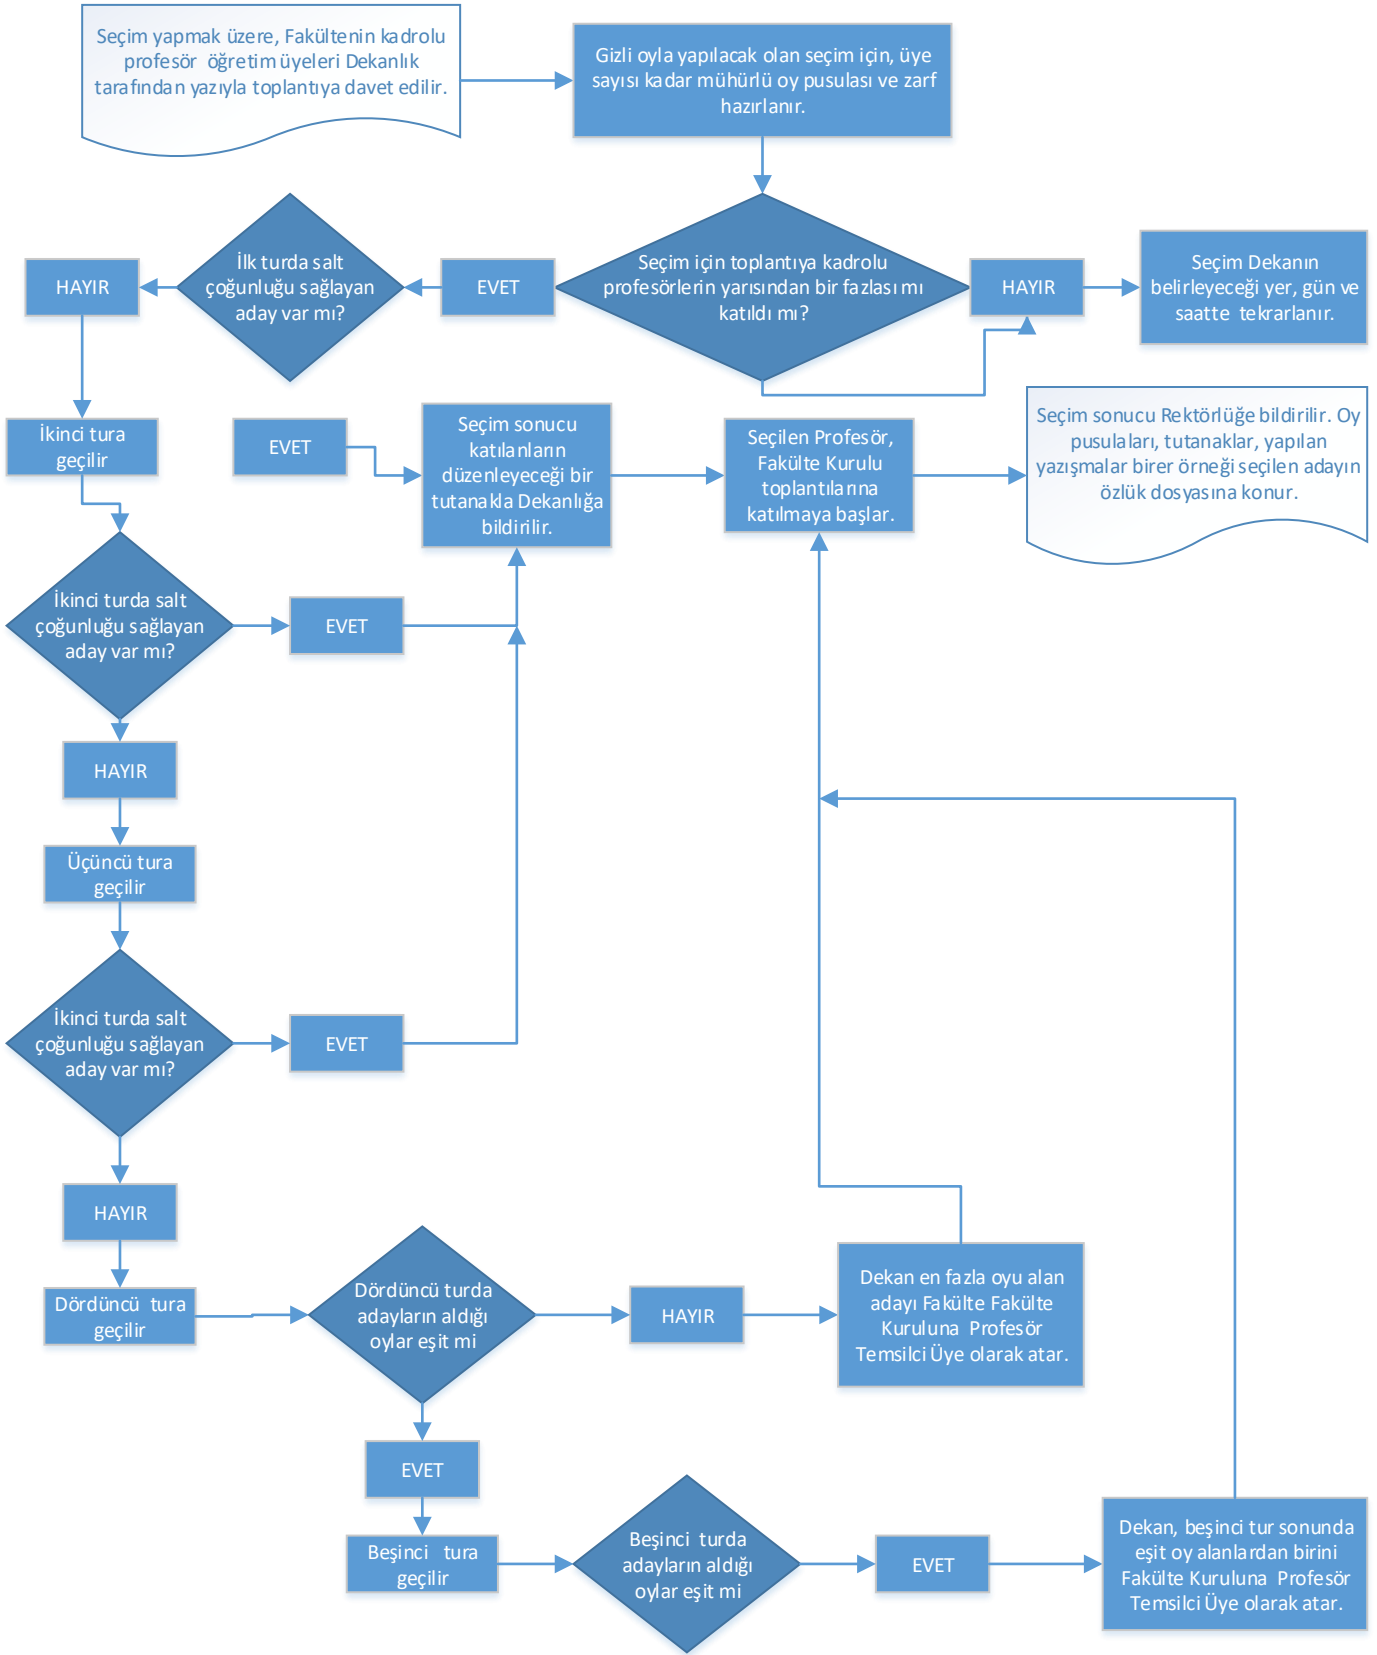 Seçim yapmak üzere, Fakültenin kadrolu
profesör öğretim üyeleri Dekanlık
tarafından yazıyla toplantıya davet edilir.
Gizli oyla yapılacak olan seçim için, üye
sayısı kadar mühürlü oy pusulası ve zarf
hazırlanır.
HAYIR
İlk turda salt
çoğunluğu sağlayan
aday var mı?
EVET
Seçim için toplantıya kadrolu
profesörlerin yarısından bir fazlası mı
katıldı mı?
HAYIR
Seçim Dekanın
belirleyeceği yer, gün ve
saatte tekrarlanır.
İkinci tura
geçilir
EVET
Seçim sonucu
katılanların
düzenleyeceği bir
tutanakla Dekanlığa
bildirilir.
Seçilen Profesör,
Fakülte Kurulu
toplantılarına
katılmaya başlar.
Seçim sonucu Rektörlüğe bildirilir. Oy
pusulaları, tutanaklar, yapılan
yazışmalar birer örneği seçilen adayın
özlük dosyasına konur.
İkinci turda salt
çoğunluğu sağlayan
aday var mı?
EVET
HAYIR
Üçüncü tura
geçilir
İkinci turda salt
çoğunluğu sağlayan
aday var mı?
EVET
HAYIR
Dördüncü tura
geçilir
Dördüncü turda
adayların aldığı
oylar eşit mi
HAYIR
Dekan en fazla oyu alan
adayı Fakülte Fakülte
Kuruluna Profesör
Temsilci Üye olarak atar.
EVET
Beşinci tura
geçilir
Beşinci turda
adayların aldığı
oylar eşit mi
EVET
Dekan, beşinci tur sonunda
eşit oy alanlardan birini
Fakülte Kuruluna Profesör
Temsilci Üye olarak atar.